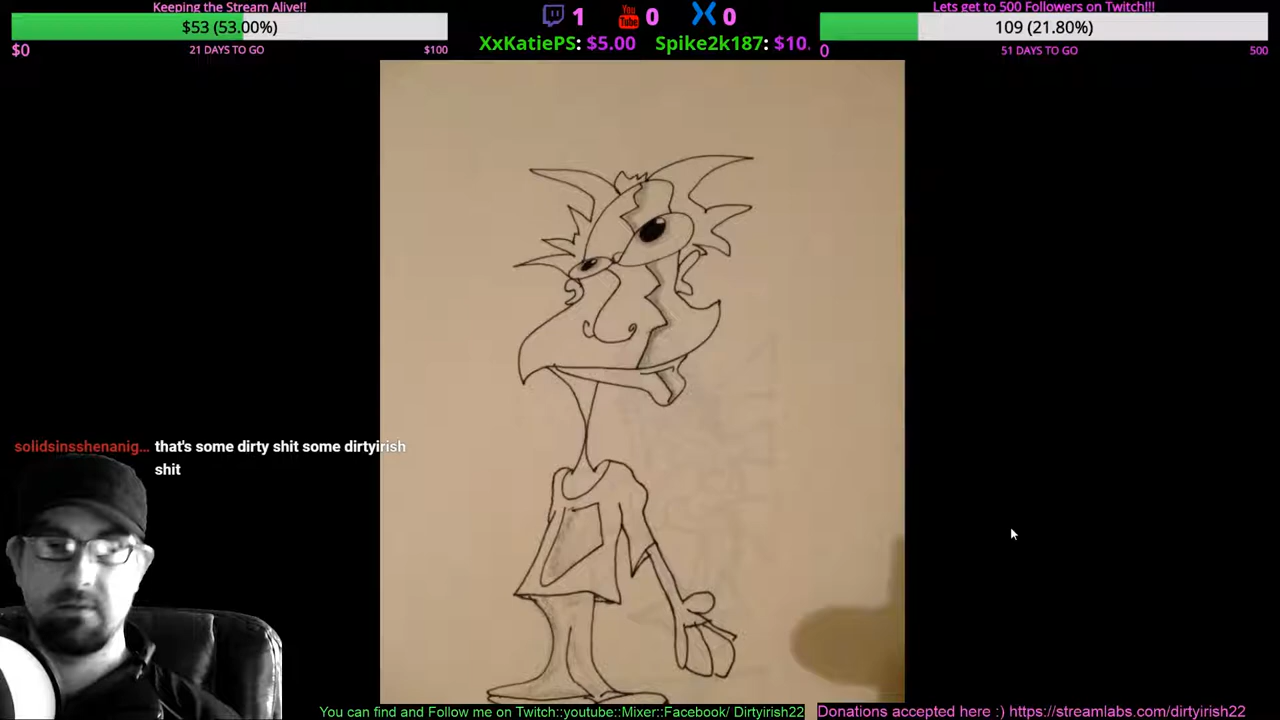 Keeping the Stream Alive!!
$53 (53.00%)
$0
21 DAYS TO GO
$100
1
You Tube
0
0
XxKatiePS: $5.00 Spike2k187: $10.
Lets get to 500 Followers on Twitch!!!
109 (21.80%)
0
51 DAYS TO GO
500
solidsinsshenanig... that's some dirty shit some dirtyirish
shit
You can find and Follow me on Twitch::youtube::Mixer::Facebook/ Dirtyirish22
Donations accepted here :) https://streamlabs.com/dirtyirish22